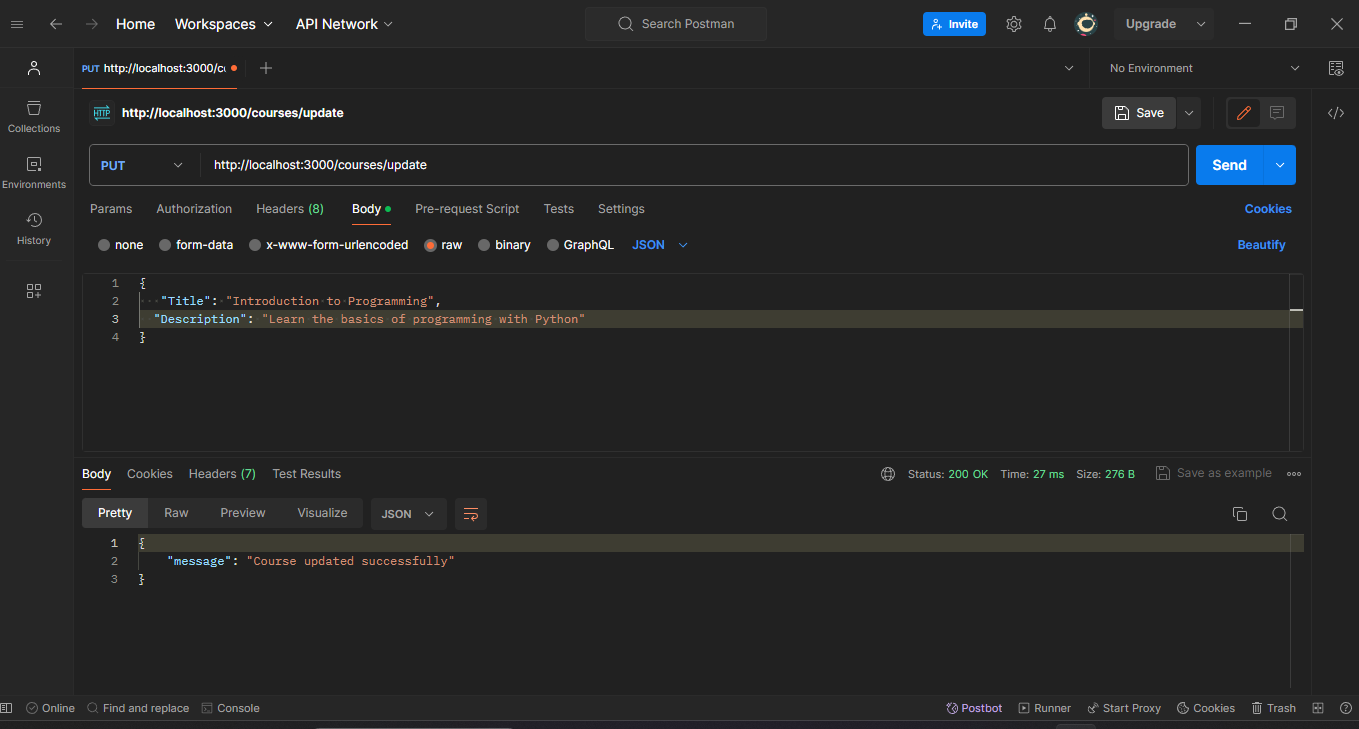 Home Workspaces API Network Search Postman Invite Upgrade
PUT http://localhost:3000/c No Environment
HTTP http://localhost:3000/courses/update Save
Collections
PUT http://localhost:3000/courses/update Send
Environments
Params Authorization Headers (8) Body Pre-request Script Tests Settings Cookies
History
none form-data x-www-form-urlencoded raw binary GraphQL JSON Beautify
1 {
2 "Title": "Introduction to Programming",
3 "Description": "Learn the basics of programming with Python"
4 }
Body Cookies Headers (7) Test Results Status: 200 OK Time: 27 ms Size: 276 B Save as example
Pretty Raw Preview Visualize JSON
1 {
2 "message": "Course updated successfully"
3 }
Online Find and replace Console Postbot Runner Start Proxy Cookies Trash